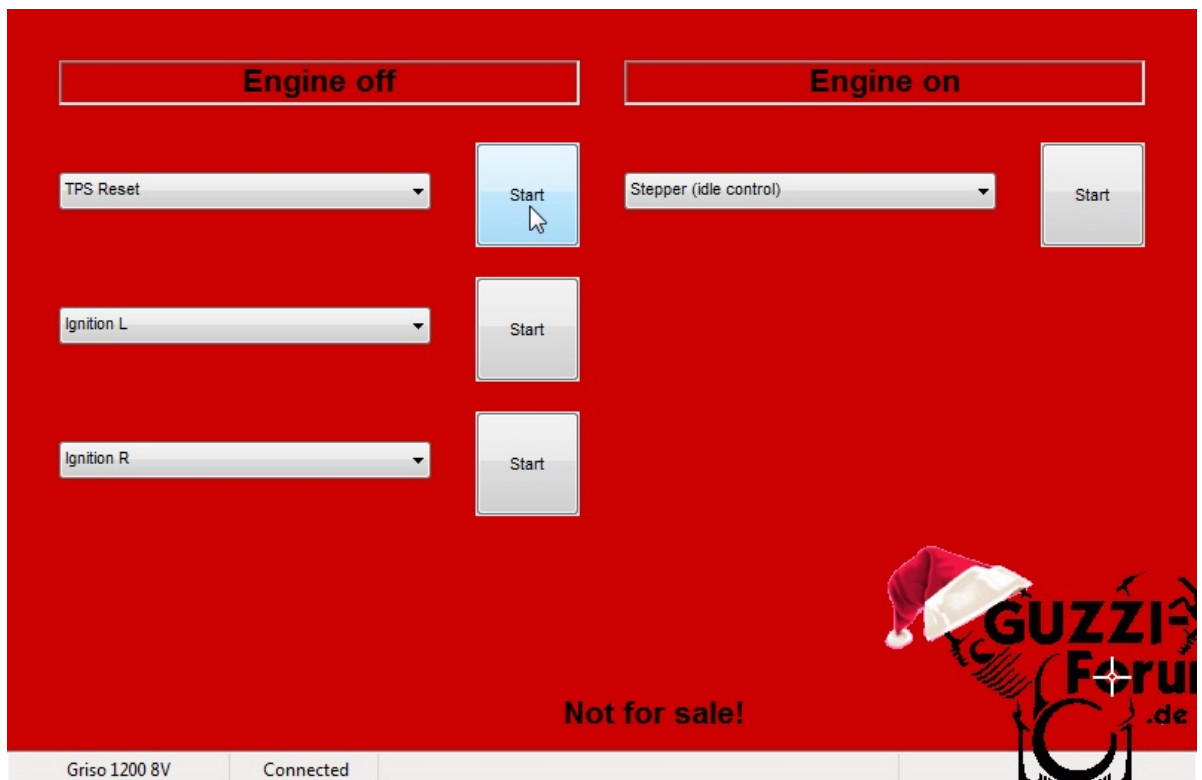 Engine off
Engine on
TPS Reset
Start
Stepper (idle control)
Start
Ignition L
Start
Ignition R
Start
GUZZI
Foru
.de
Not for sale!
Griso 1200 8V
Connected